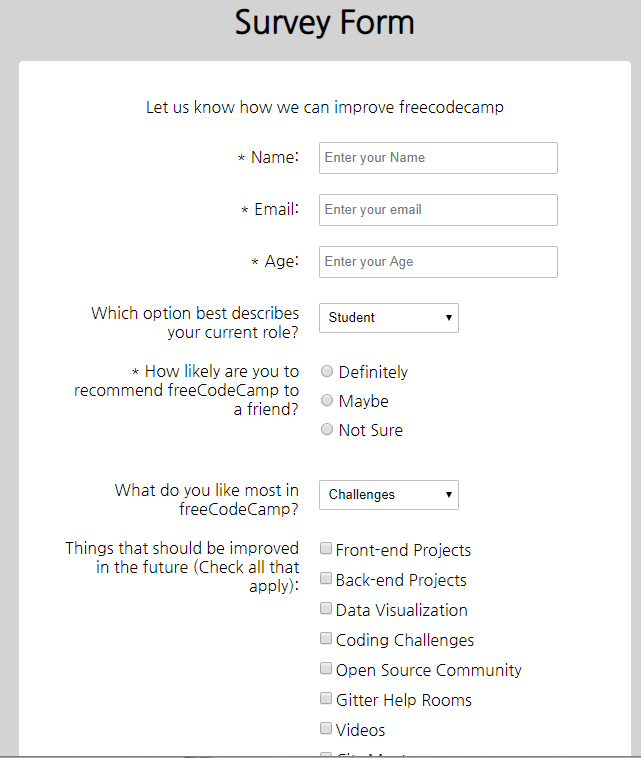 Survey Form
Let us know how we can improve freecodecamp
* Name:
Enter your Name
* Email:
Enter your email
* Age:
Enter your Age
Which option best describes
your current role?
Student
* How likely are you to
recommend freeCodeCamp to
a friend?
Definitely
Maybe
Not Sure
What do you like most in
freeCodeCamp?
Challenges
Things that should be improved
in the future (Check all that
apply):
Front-end Projects
Back-end Projects
Data Visualization
Coding Challenges
Open Source Community
Gitter Help Rooms
Videos